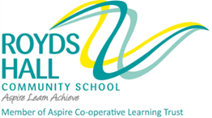 ROYDS
HALL
COMMUNITY SCHOOL
Aspire Learn Achieve
Member of Aspire Co-operative Learning Trust